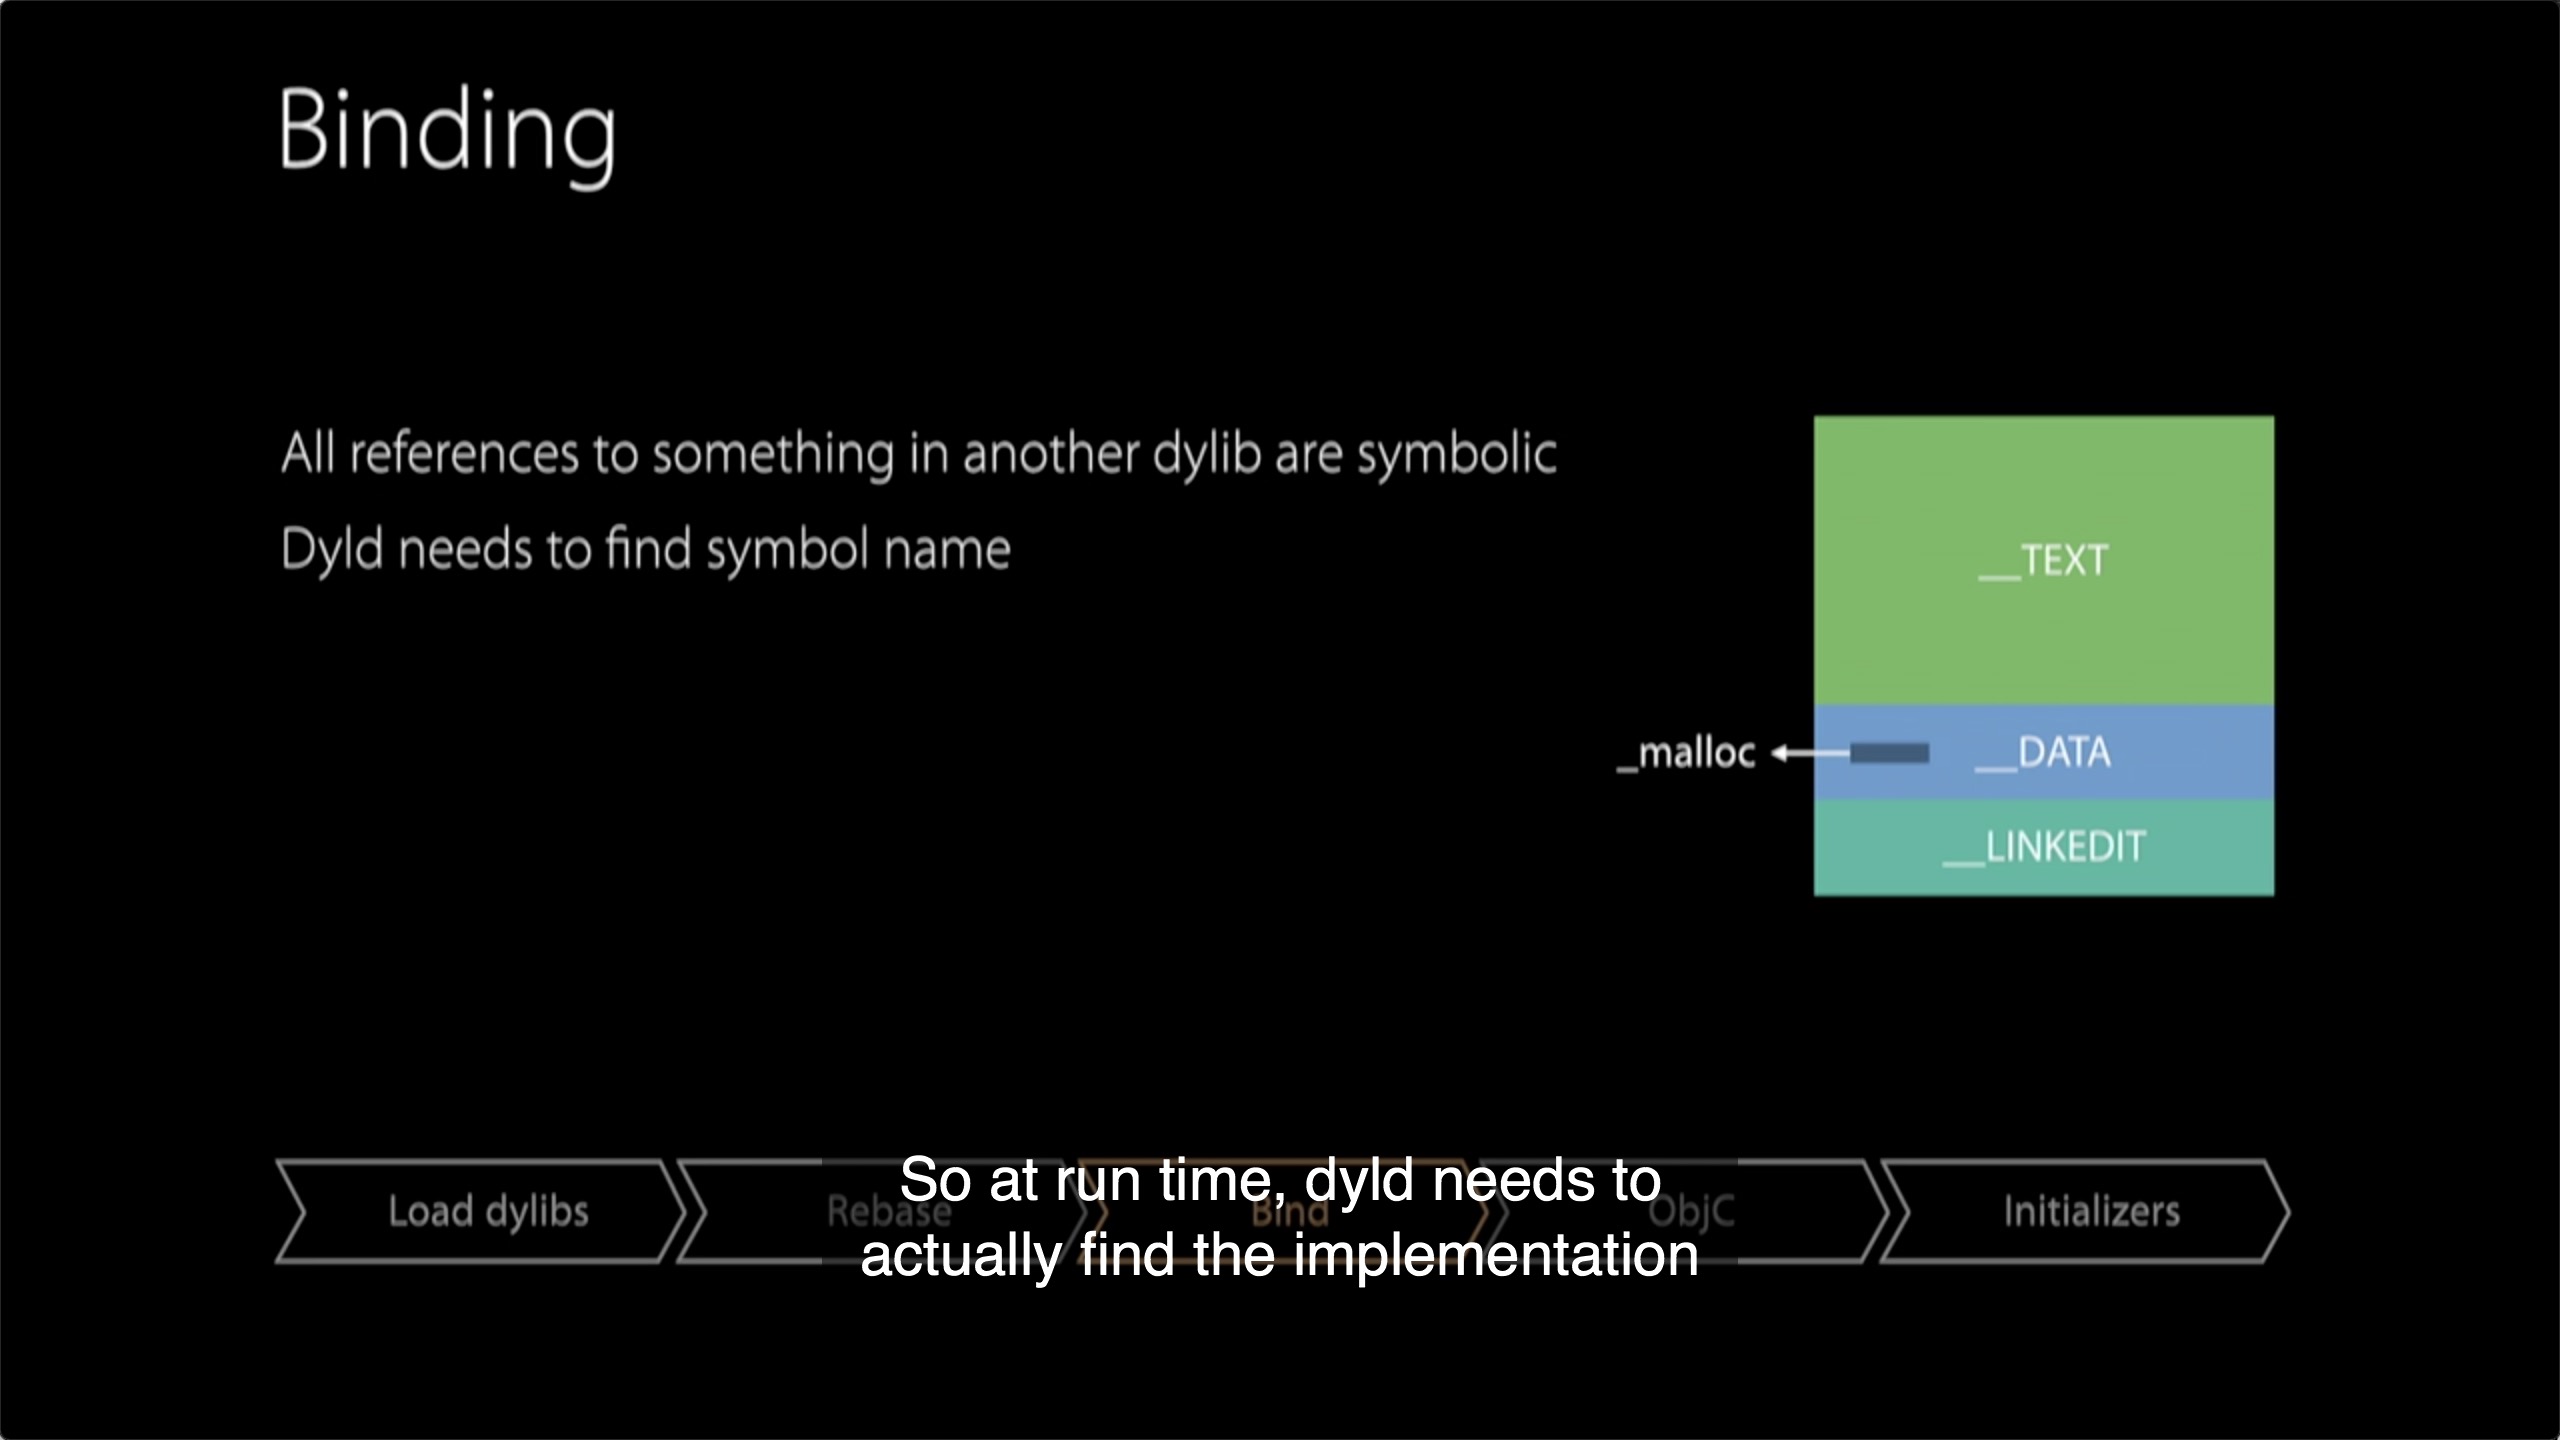 Binding
All references to something in another dylib are symbolic
Dyld needs to find symbol name
__TEXT
_malloc
__DATA
__LINKEDIT
Load dylibs
Rebase
Bind
ObjC
Initializers
So at run time, dyld needs to
actually find the implementation